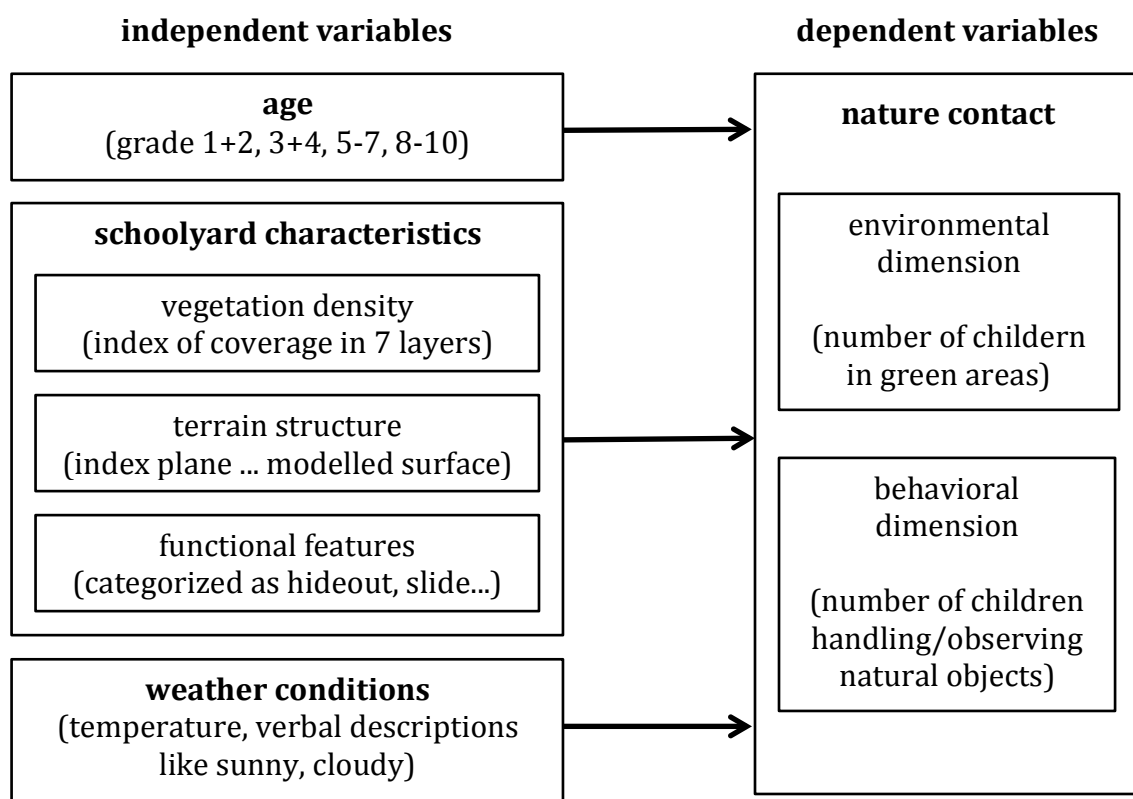 independent variables
dependent variables
age
(grade 1+2, 3+4, 5-7, 8-10)
schoolyard characteristics
vegetation density
(index of coverage in 7 layers)
terrain structure
(index plane ... modelled surface)
functional features
(categorized as hideout, slide...)
weather conditions
(temperature, verbal descriptions
like sunny, cloudy)
nature contact
environmental
dimension
(number of childern
in green areas)
behavioral
dimension
(number of children
handling/observing
natural objects)